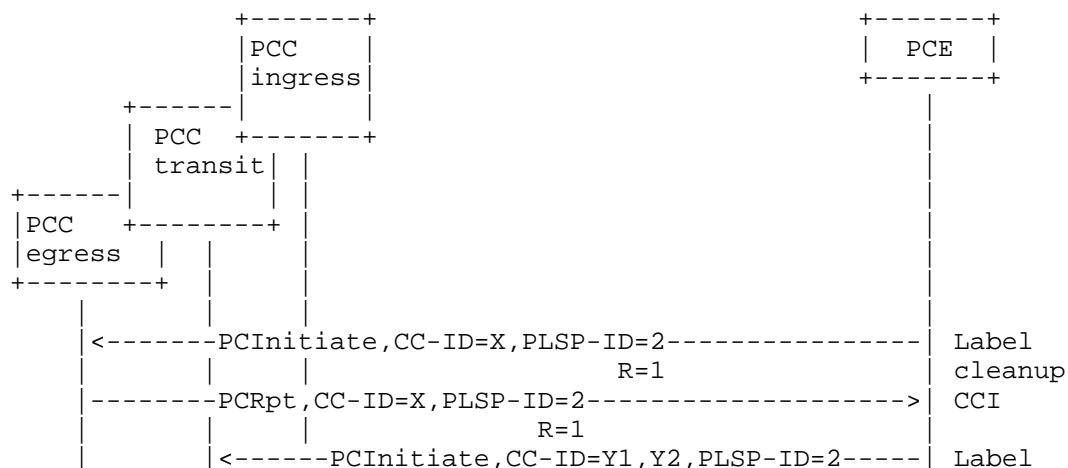 PCC
ingress
PCE
PCC
transit
PCC
egress
<-------PCInitiate,CC-ID=X,PLSP-ID=2----------------| Label
R=1 cleanup
--------PCRpt,CC-ID=X,PLSP-ID=2--------------------> CCI
R=1
<------PCInitiate,CC-ID=Y1,Y2,PLSP-ID=2-----| Label